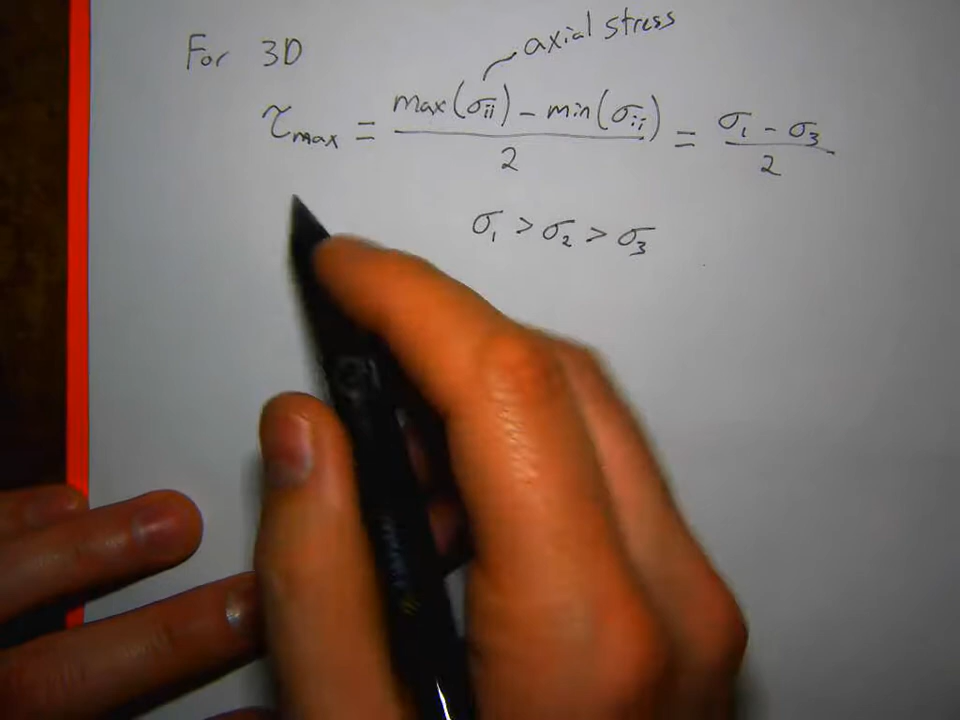 For 3D
axial stress
τmax = max(σii) - min(σii) / 2 = σ1 - σ3 / 2
σ1 > σ2 > σ3